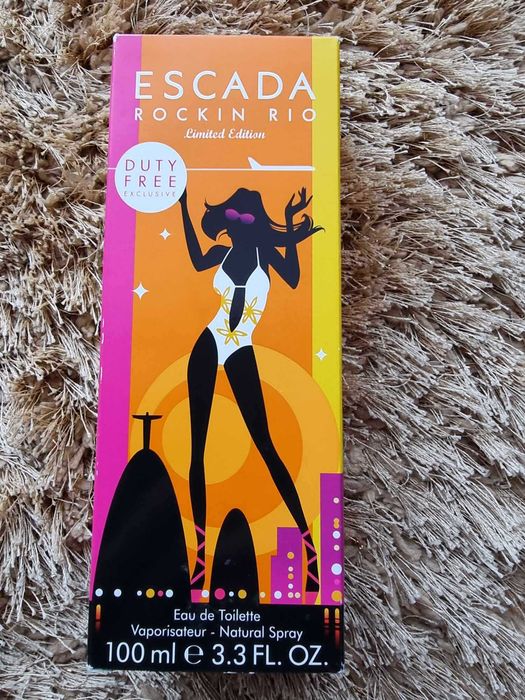 ESCADA
ROCKIN RIO
Limited Edition
DUTY
FREE
EXCLUSIVE
Eau de Toilette
Vaporisateur - Natural Spray
100 ml ℮ 3.3 FL. OZ.